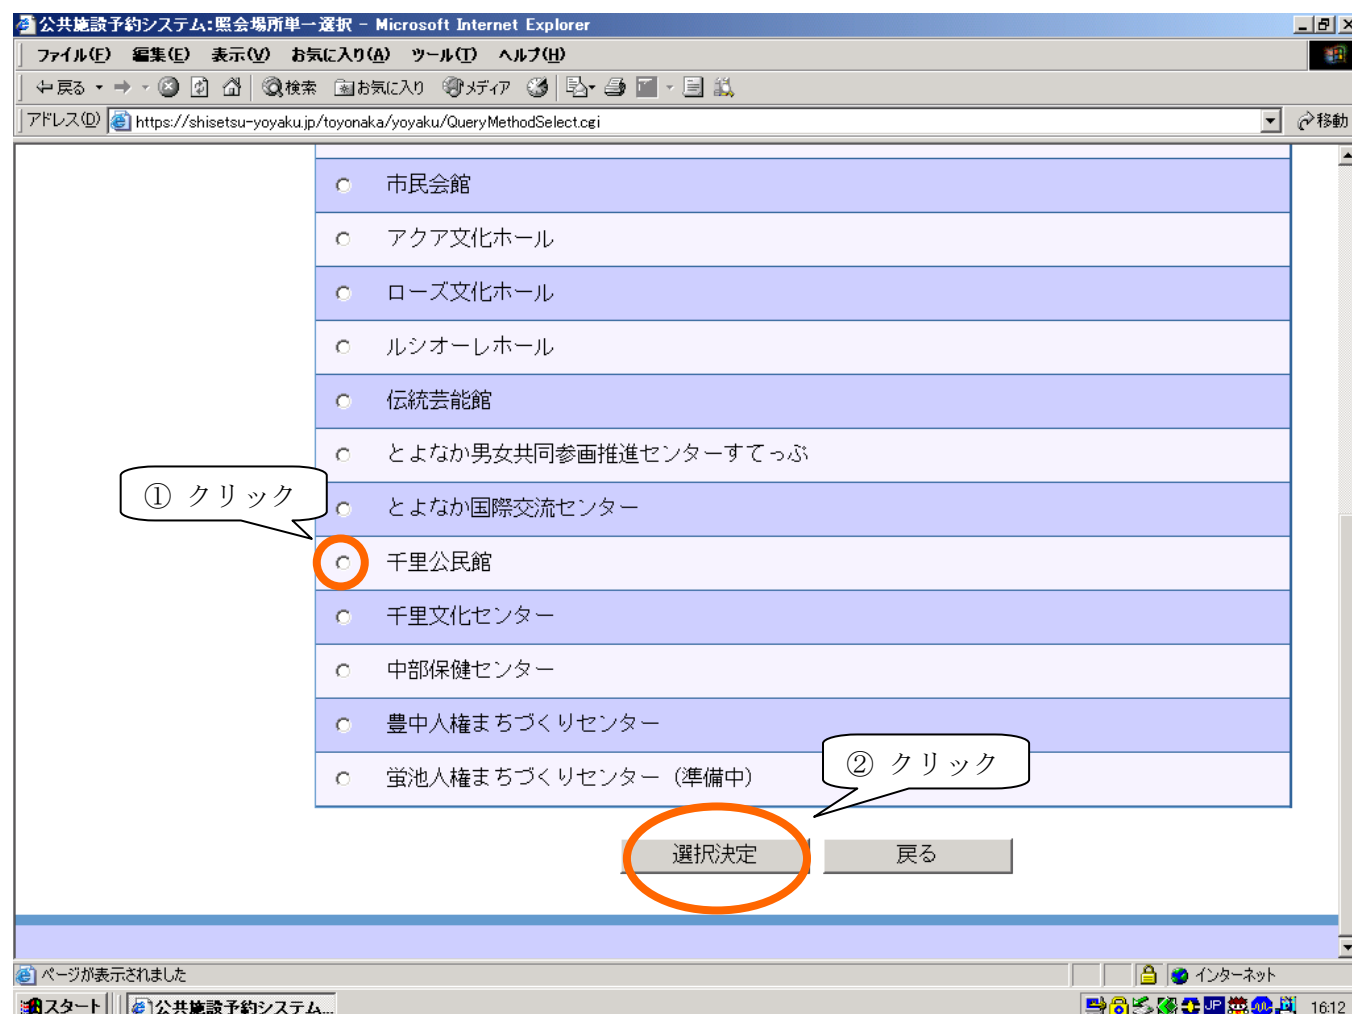 公共施設予約システム:照会場所単一選択 - Microsoft Internet Explorer
ファイル(F) 編集(E) 表示(V) お気に入り(A) ツール(T) ヘルプ(H)
戻る 検索 お気に入り メディア
アドレス(D) https://shisetsu-yoyaku.jp/toyonaka/yoyaku/QueryMethodSelect.cgi 移動
市民会館
アクア文化ホール
ローズ文化ホール
ルシオーレホール
伝統芸能館
とよなか男女共同参画推進センターすてっぷ
① クリック
とよなか国際交流センター
千里公民館
千里文化センター
中部保健センター
豊中人権まちづくりセンター
② クリック
蛍池人権まちづくりセンター（準備中）
選択決定 戻る
ページが表示されました インターネット
スタート 公共施設予約システム... JP 16:12